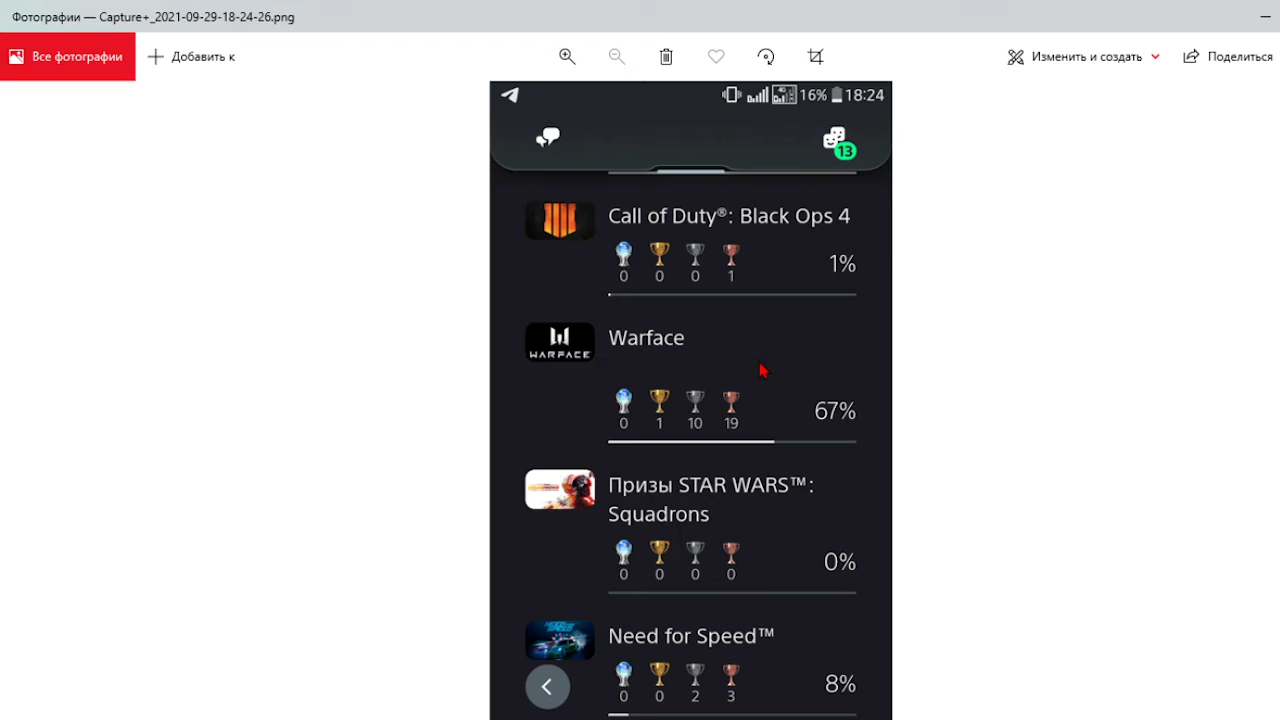 Фотографии — Capture+_2021-09-29-18-24-26.png
Все фотографии
Добавить к
Изменить и создать
Поделиться
16% 18:24
13
Call of Duty®: Black Ops 4
0 0 0 1
1%
WARFACE
Warface
0 1 10 19
67%
Призы STAR WARS™:
Squadrons
0 0 0 0
0%
Need for Speed™
0 0 2 3
8%